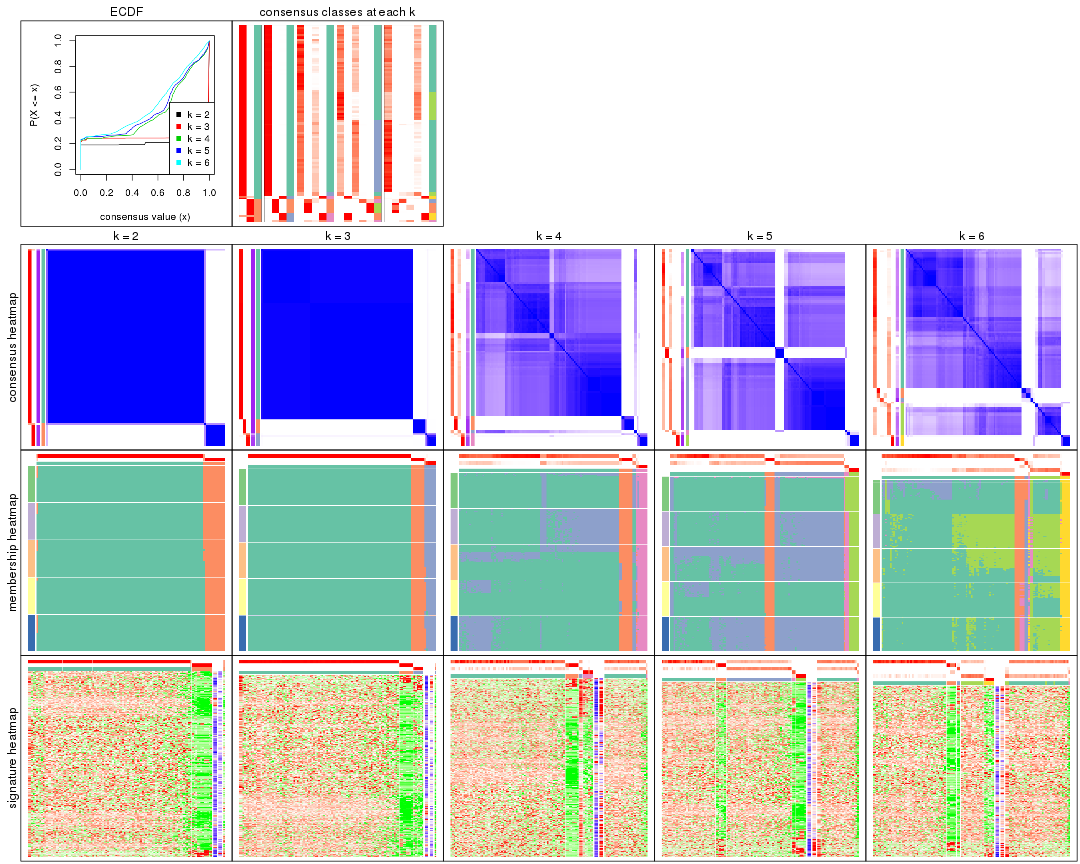 ECDF
consensus classes at each k
P(X <= x)
0.0
0.2
0.4
0.6
0.8
1.0
k = 2
k = 3
k = 4
k = 5
k = 6
0.0 0.2 0.4 0.6 0.8 1.0
consensus value (x)
k = 2
k = 3
k = 4
k = 5
k = 6
consensus heatmap
membership heatmap
signature heatmap